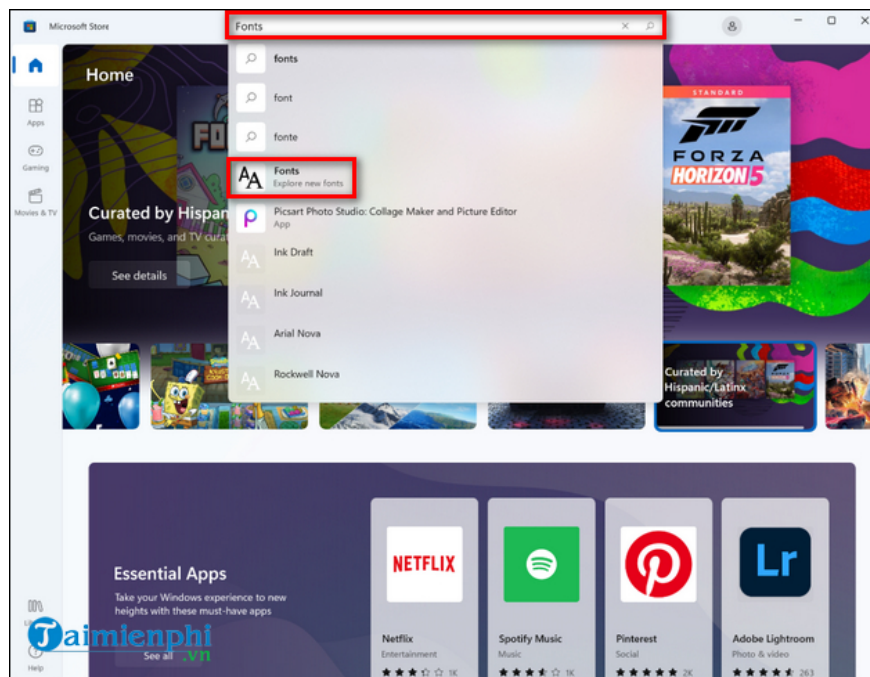 Microsoft Store
Fonts
Home
Apps
Gaming
Movies & TV
fonts
font
fonte
Fonts
Explore new fonts
Picsart Photo Studio: Collage Maker and Picture Editor
App
Ink Draft
Ink Journal
Arial Nova
Rockwell Nova
Curated by Hispan
Games, movies, and TV curat
See details
STANDARD
FORZA
HORIZON 5
Curated by
Hispanic/Latinx
communities
Essential Apps
Take your Windows experience to new
heights with these must-have apps
See all
NETFLIX
Netflix
Entertainment
1K
Spotify Music
Music
1K
Pinterest
Social
2K
Lr
Adobe Lightroom
Photo & video
263
Taimienphi
.vn
Help